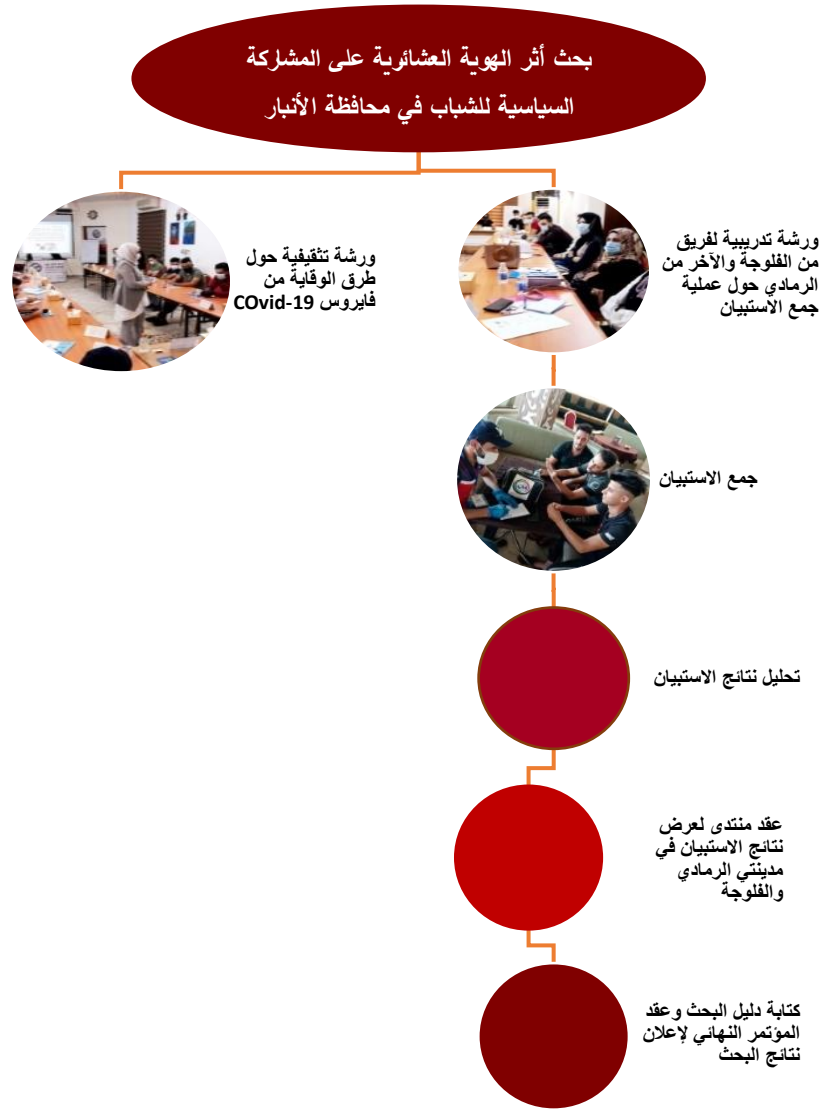 بحث أثر الهوية العشائرية على المشاركة
السياسية للشباب في محافظة الأنبار
ورشة تدريبية لفريق
من الفلوجة والآخر من
الرمادي حول عملية
جمع الاستبيان
ورشة تثقيفية حول
طرق الوقاية من
فايروس COvid-19
جمع الاستبيان
تحليل نتائج الاستبيان
عقد منتدى لعرض
نتائج الاستبيان في
مدينتي الرمادي
والفلوجة
كتابة دليل البحث وعقد
المؤتمر النهائي لإعلان
نتائج البحث